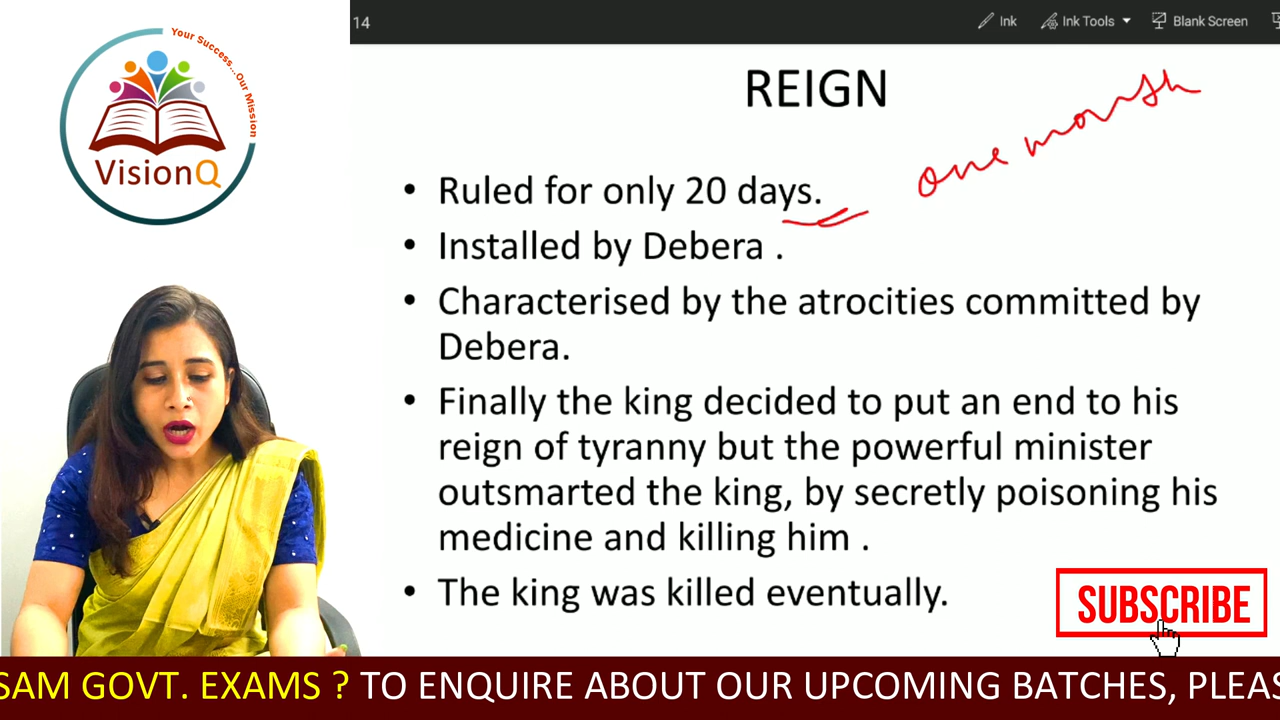 Your Success...Our Mission
VisionQ
14
Ink
Ink Tools
Blank Screen
REIGN
one month
• Ruled for only 20 days.
• Installed by Debera .
• Characterised by the atrocities committed by
Debera.
• Finally the king decided to put an end to his
reign of tyranny but the powerful minister
outsmarted the king, by secretly poisoning his
medicine and killing him .
• The king was killed eventually.
SUBSCRIBE
SAM GOVT. EXAMS ? TO ENQUIRE ABOUT OUR UPCOMING BATCHES, PLEAS